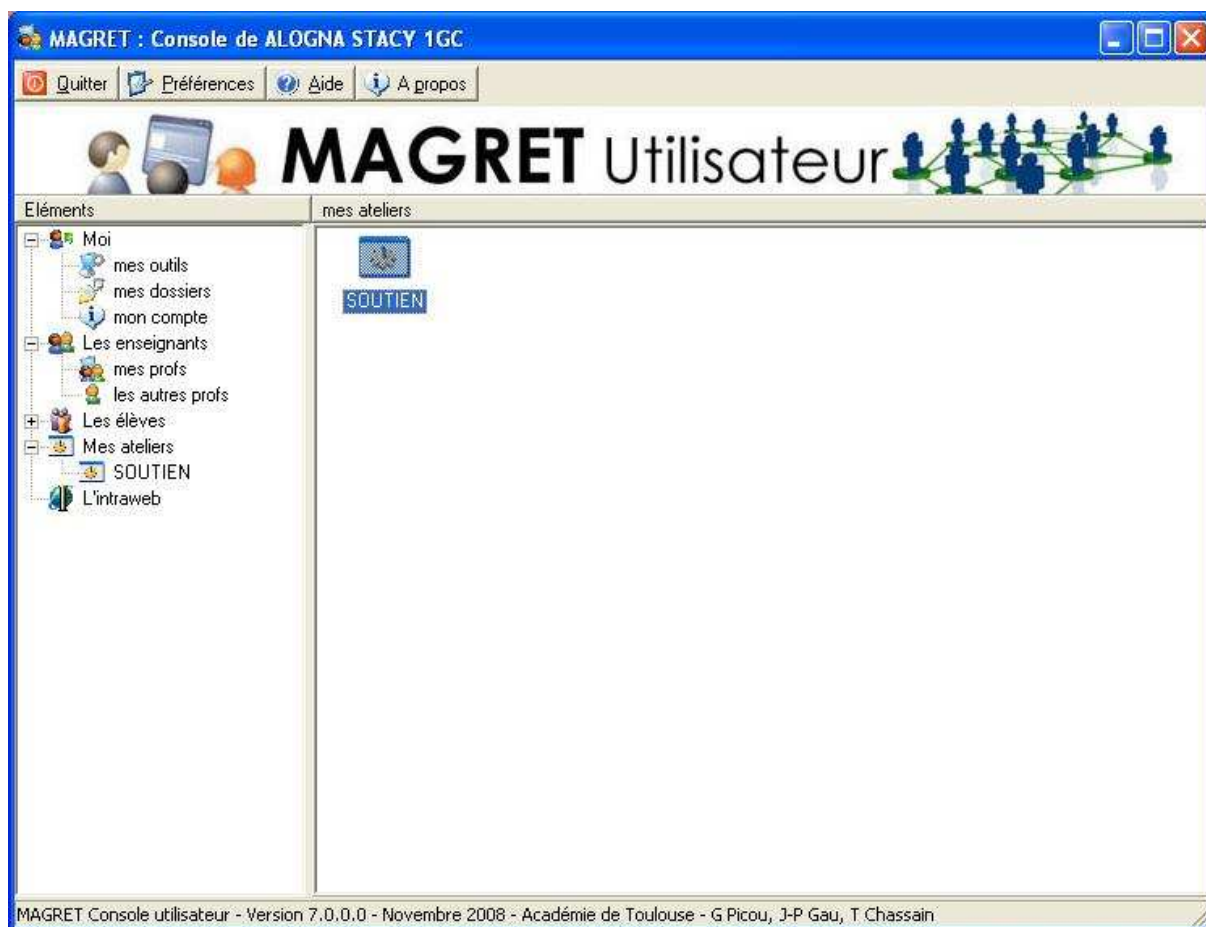 MAGRET : Console de ALOGNA STACY 1GC
Quitter Préférences Aide A propos
MAGRET Utilisateur
Eléments mes ateliers
Moi
mes outils
mes dossiers
mon compte
Les enseignants
mes profs
les autres profs
Les élèves
Mes ateliers
SOUTIEN
L'intraweb
SOUTIEN
MAGRET Console utilisateur - Version 7.0.0.0 - Novembre 2008 - Académie de Toulouse - G Picou, J-P Gau, T Chassain